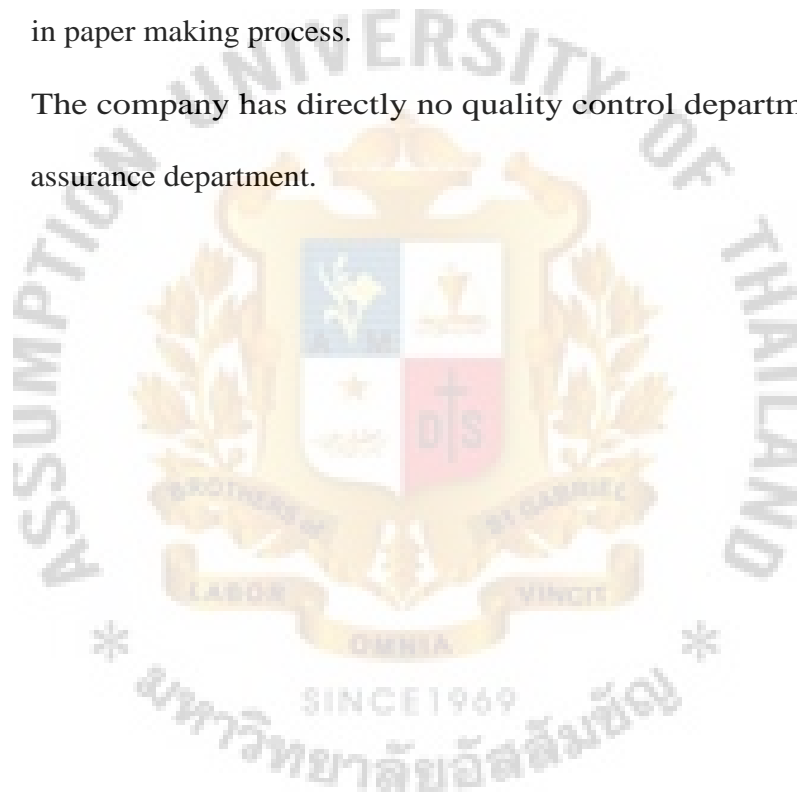 in paper making process.
The company has directly no quality control departm
assurance department.
ASSUMPTION UNIVERSITY OF THAILAND
A M
D S
BROTHERS of ST GABRIEL
LABOR OMNIA VINCIT
SINCE 1969
* มหาวิทยาลัยอัสสัมชัญ *